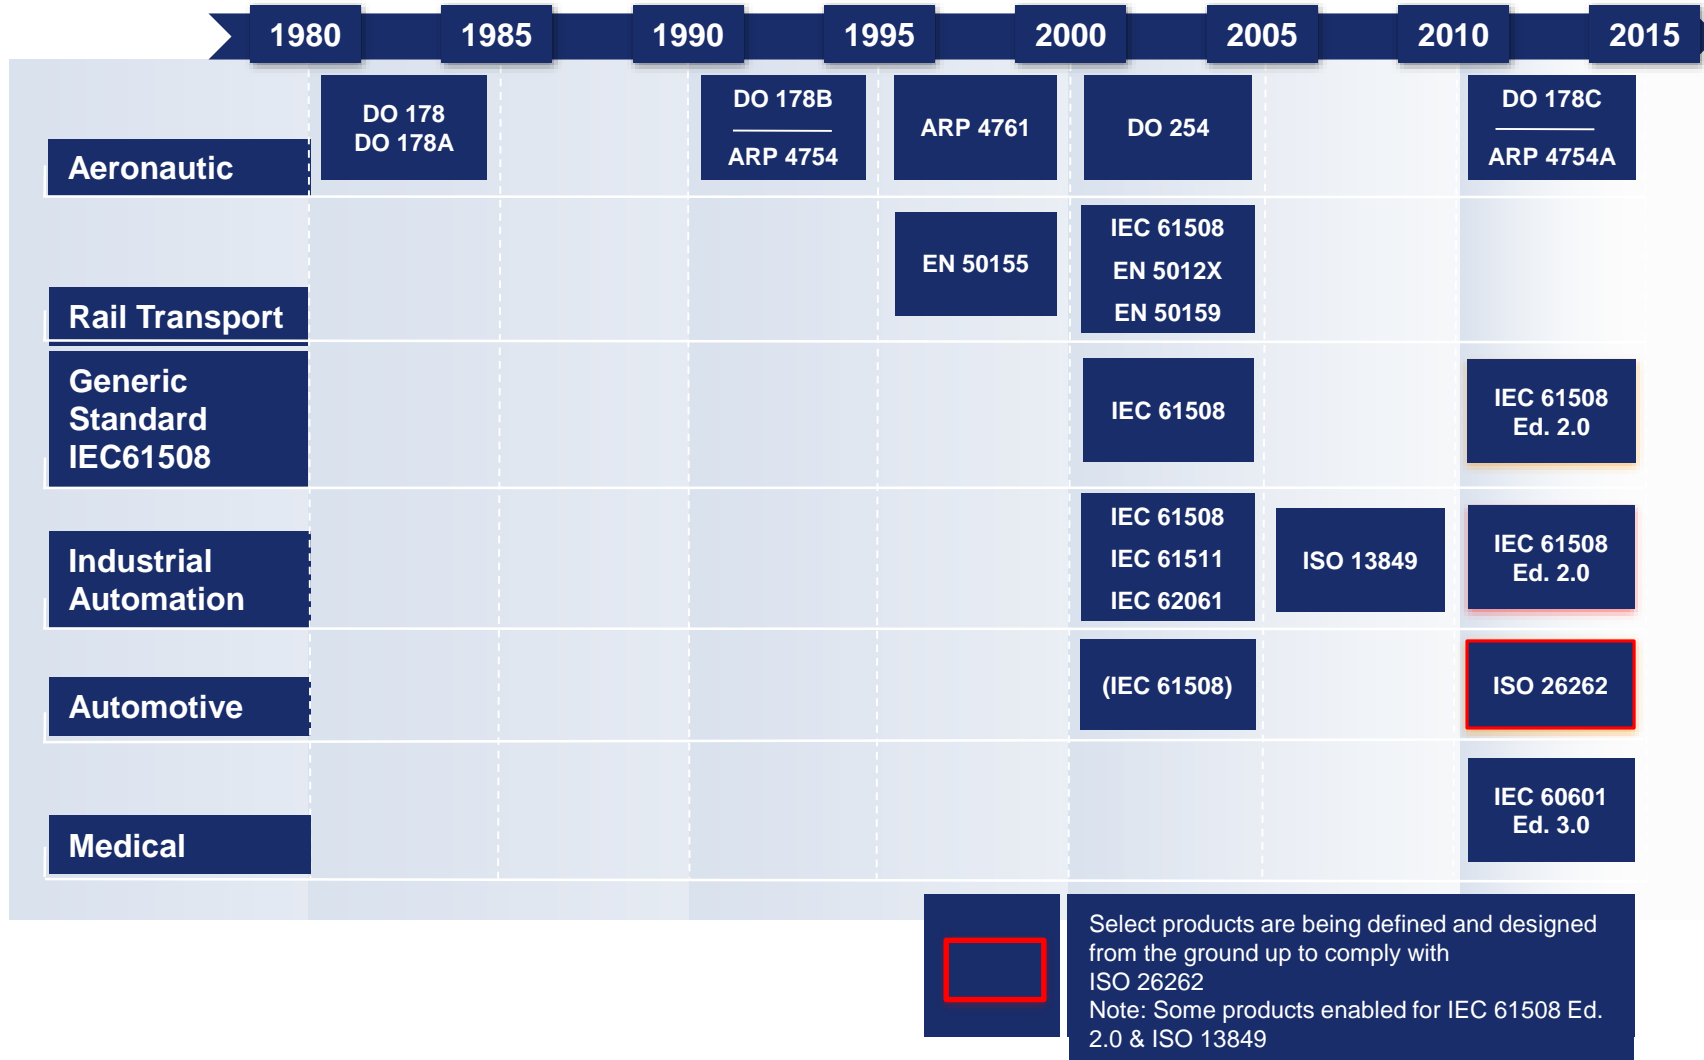 1980 1985 1990 1995 2000 2005 2010 2015
Aeronautic
DO 178
DO 178A
DO 178B
ARP 4754
ARP 4761
DO 254
DO 178C
ARP 4754A
Rail Transport
EN 50155
IEC 61508
EN 5012X
EN 50159
Generic
Standard
IEC61508
IEC 61508
IEC 61508
Ed. 2.0
Industrial
Automation
IEC 61508
IEC 61511
IEC 62061
ISO 13849
IEC 61508
Ed. 2.0
Automotive
(IEC 61508)
ISO 26262
Medical
IEC 60601
Ed. 3.0
Select products are being defined and designed
from the ground up to comply with
ISO 26262
Note: Some products enabled for IEC 61508 Ed.
2.0 & ISO 13849